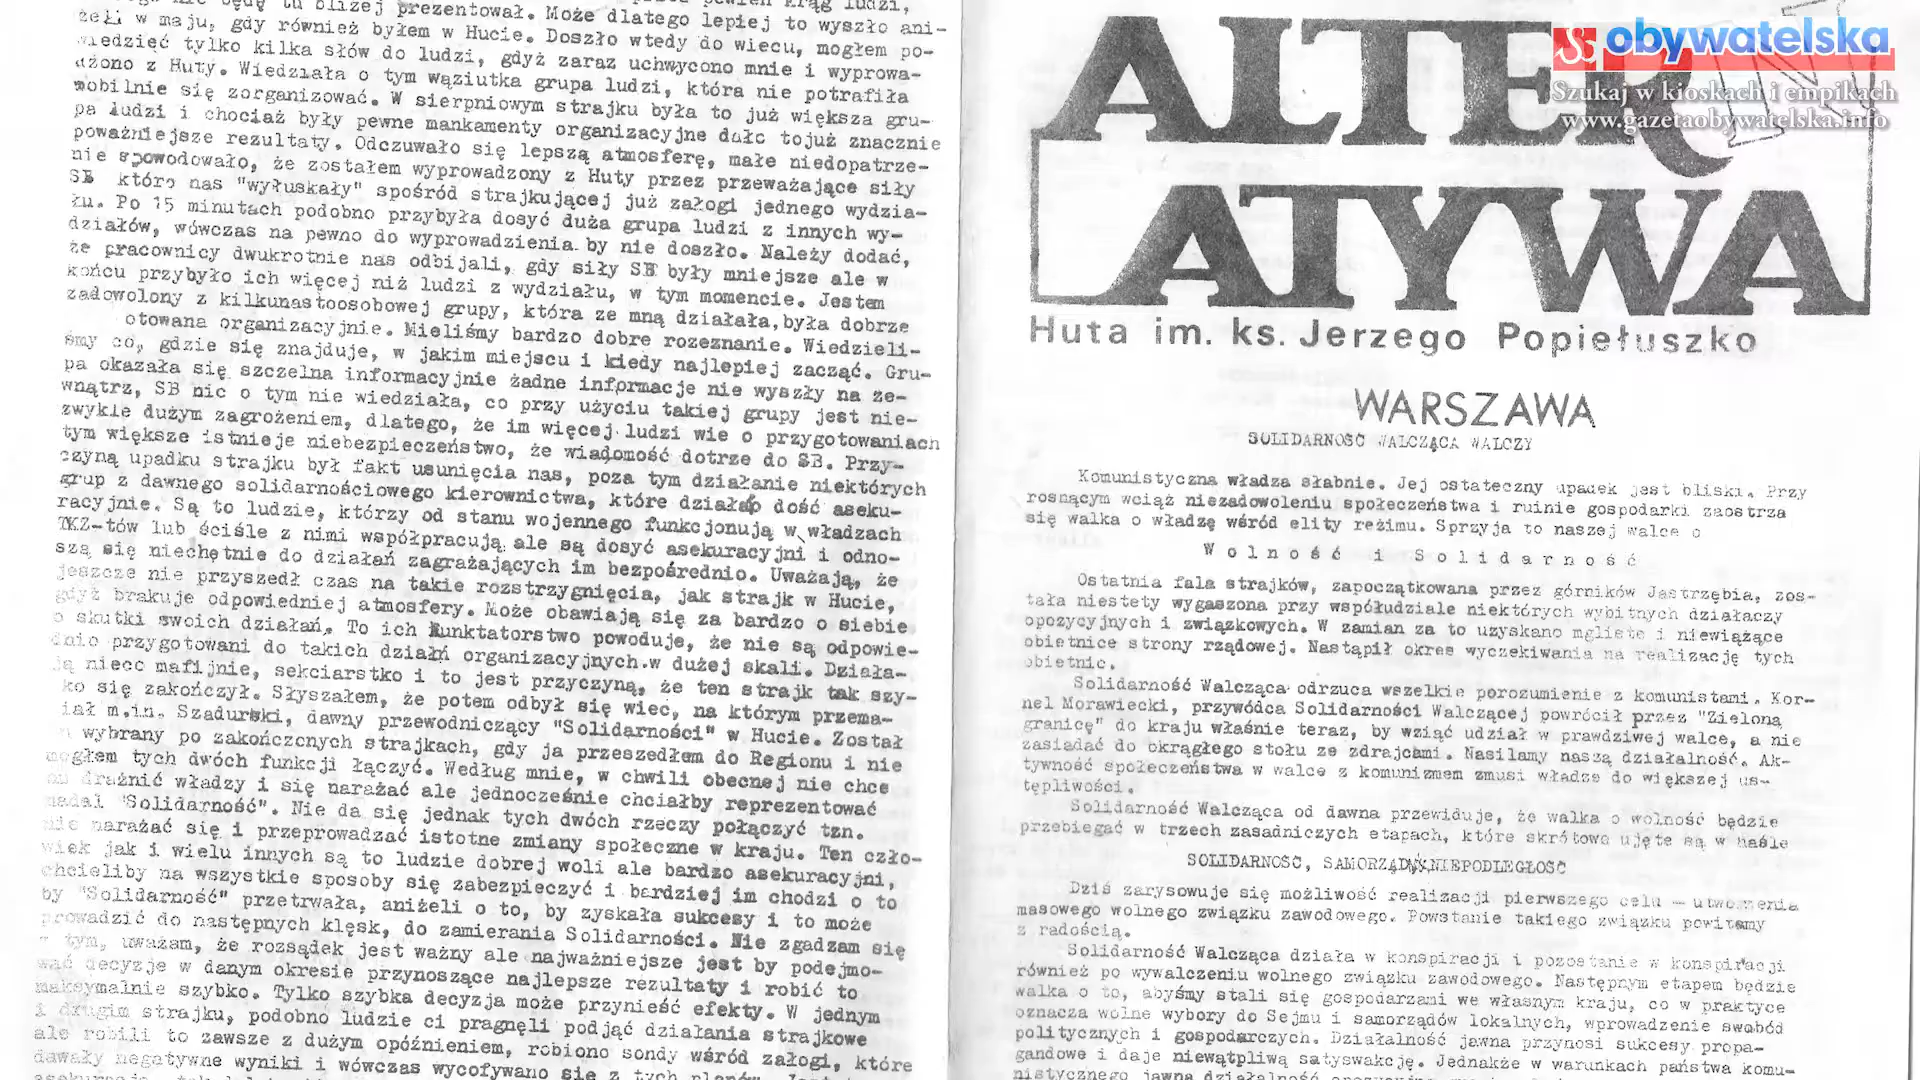 żeli w maju, gdy również byłem w Hucie. Doszło wtedy do wiecu, mogłem po-
wiedzieć tylko kilka słów do ludzi, gdyż zaraz uchwycono mnie i wyprowa-
dzono z Huty. Wiedziała o tym wąziutka grupa ludzi, która nie potrafiła
mobilnie się zorganizować. W sierpniowym strajku była to już większa gru-
pa ludzi i chociaż były pewne mankamenty organizacyjne dało tojuż znacznie
poważniejsze rezultaty. Odczuwało się lepszą atmosferę, małe niedopatrze-
nie spowodowało, że zostałem wyprowadzony z Huty przez przeważające siły
SB które nas "wyłuskały" spośród strajkującej już załogi jednego wydzia-
łu. Po 15 minutach podobno przybyła dosyć duża grupa ludzi z innych wy-
działów, wówczas na pewno do wyprowadzenia by nie doszło. Należy dodać,
że pracownicy dwukrotnie nas odbijali, gdy siły SB były mniejsze ale w
końcu przybyło ich więcej niż ludzi z wydziału, w tym momencie. Jestem
zadowolony z kilkunastoosobowej grupy, która ze mną działała,była dobrze
otowana organizacyjnie. Mieliśmy bardzo dobre rozeznanie. Wiedzieli-
śmy co, gdzie się znajduje, w jakim miejscu i kiedy najlepiej zacząć. Gru-
pa okazała się szczelna informacyjnie żadne informacje nie wyszły na ze-
wnątrz, SB nic o tym nie wiedziała, co przy użyciu takiej grupy jest nie-
zwykle dużym zagrożeniem, dlatego, że im więcej ludzi wie o przygotowaniach
tym większe istnieje niebezpieczeństwo, że wiadomość dotrze do SB. Przy-
czyną upadku strajku był fakt usunięcia nas, poza tym działanie niektórych
grup z dawnego solidarnościowego kierownictwa, które działap dość aseku-
racyjnie. Są to ludzie, którzy od stanu wojennego funkcjonują w władzach
TKZ-tów lub ściśle z nimi współpracują ale są dosyć asekuracyjni i odno-
szą się niechętnie do działań zagrażających im bezpośrednio. Uważają, że
jeszcze nie przyszedł czas na takie rozstrzygnięcia, jak strajk w Hucie,
gdyż brakuje odpowiedniej atmosfery. Może obawiają się za bardzo o siebie
o skutki swoich działań. To ich kunktatorstwo powoduje, że nie są odpowie-
dnio przygotowani do takich działń organizacyjnych.w dużej skali. Działa-
ją nieco mafijnie, sekciarstko i to jest przyczyną, że ten strajk tak szy-
ko się zakończył. Słyszałem, że potem odbył się wiec, na którym przema-
iał m.in. Szadurski, dawny przewodniczący "Solidarności" w Hucie. Został
wybrany po zakończonych strajkach, gdy ja przeszedłem do Regionu i nie
mogłem tych dwóch funkcji łączyć. Według mnie, w chwili obecnej nie chce
on drażnić władzy i się narażać ale jednocześnie chciałby reprezentować
nadal "Solidarność". Nie da się jednak tych dwóch rzeczy połączyć tzn.
nie narażać się i przeprowadzać istotne zmiany społeczne w kraju. Ten czło-
wiek jak i wielu innych są to ludzie dobrej woli ale bardzo asekuracyjni,
chcieliby na wszystkie sposoby się zabezpieczyć i bardziej im chodzi o to
by "Solidarność" przetrwała, aniżeli o to, by zyskała sukcesy i to może
prowadzić do następnych klęsk, do zamierania Solidarności. Nie zgadzam się
z tym, uważam, że rozsądek jest ważny ale najważniejsze jest by podejmo-
wać decyzje w danym okresie przynoszące najlepsze rezultaty i robić to
maksymalnie szybko. Tylko szybka decyzja może przynieść efekty. W jednym
i drugim strajku, podobno ludzie ci pragnęli podjąć działania strajkowe
ale robili to zawsze z dużym opóźnieniem, robiono sondy wśród załogi, które
dawały negatywne wyniki i wówczas wycofywano się z tych planów.
ALTERN
ATYWA
Huta im. ks. Jerzego Popiełuszko
WARSZAWA
SOLIDARNOŚĆ WALCZĄCA WALCZY
Komunistyczna władza słabnie. Jej ostateczny upadek jest bliski. Przy
rosnącym wciąż niezadowoleniu społeczeństwa i ruinie gospodarki zaostrza
się walka o władzę wśród elity reżimu. Sprzyja to naszej walce o
Wolność i Solidarność
Ostatnia fala strajków, zapoczątkowana przez górników Jastrzębia, zos-
tała niestety wygaszona przy współudziale niektórych wybitnych działaczy
opozycyjnych i związkowych. W zamian za to uzyskano mgliste i niewiążące
obietnice strony rządowej. Nastąpił okres wyczekiwania na realizację tych
obietnic.
Solidarność Walcząca odrzuca wszelkie porozumienie z komunistami. Kor-
nel Morawiecki, przywódca Solidarności Walczącej powrócił przez "Zieloną
granicę" do kraju właśnie teraz, by wziąć udział w prawdziwej walce, a nie
zasiadać do okrągłego stołu ze zdrajcami. Nasilamy naszą działalność. Ak-
tywność społeczeństwa w walce z komunizmem zmusi władze do większej us-
tępliwości.
Solidarność Walcząca od dawna przewiduje, że walka o wolność będzie
przebiegać w trzech zasadniczych etapach, które skrótowo ujęte są w haśle
SOLIDARNOŚĆ, SAMORZĄDNOŚĆ, NIEPODLEGŁOŚĆ
Dziś zarysowuje się możliwość realizacji pierwszego celu - utworzenia
masowego wolnego związku zawodowego. Powstanie takiego związku powitamy
z radością.
Solidarność Walcząca działa w konspiracji i pozostanie w konspiracji
również po wywalczeniu wolnego związku zawodowego. Następnym etapem będzie
walka o to, abyśmy stali się gospodarzami we własnym kraju, co w praktyce
oznacza wolne wybory do Sejmu i samorządów lokalnych, wprowadzenie swobód
politycznych i gospodarczych. Działalność jawna przynosi sukcesy propa-
gandowe i daje niewątpliwą satysfakcję. Jednakże w warunkach państwa komu-
nistycznego jawna działalność
obywatelska
Szukaj w kioskach i empikach
www.gazetaobywatelska.info